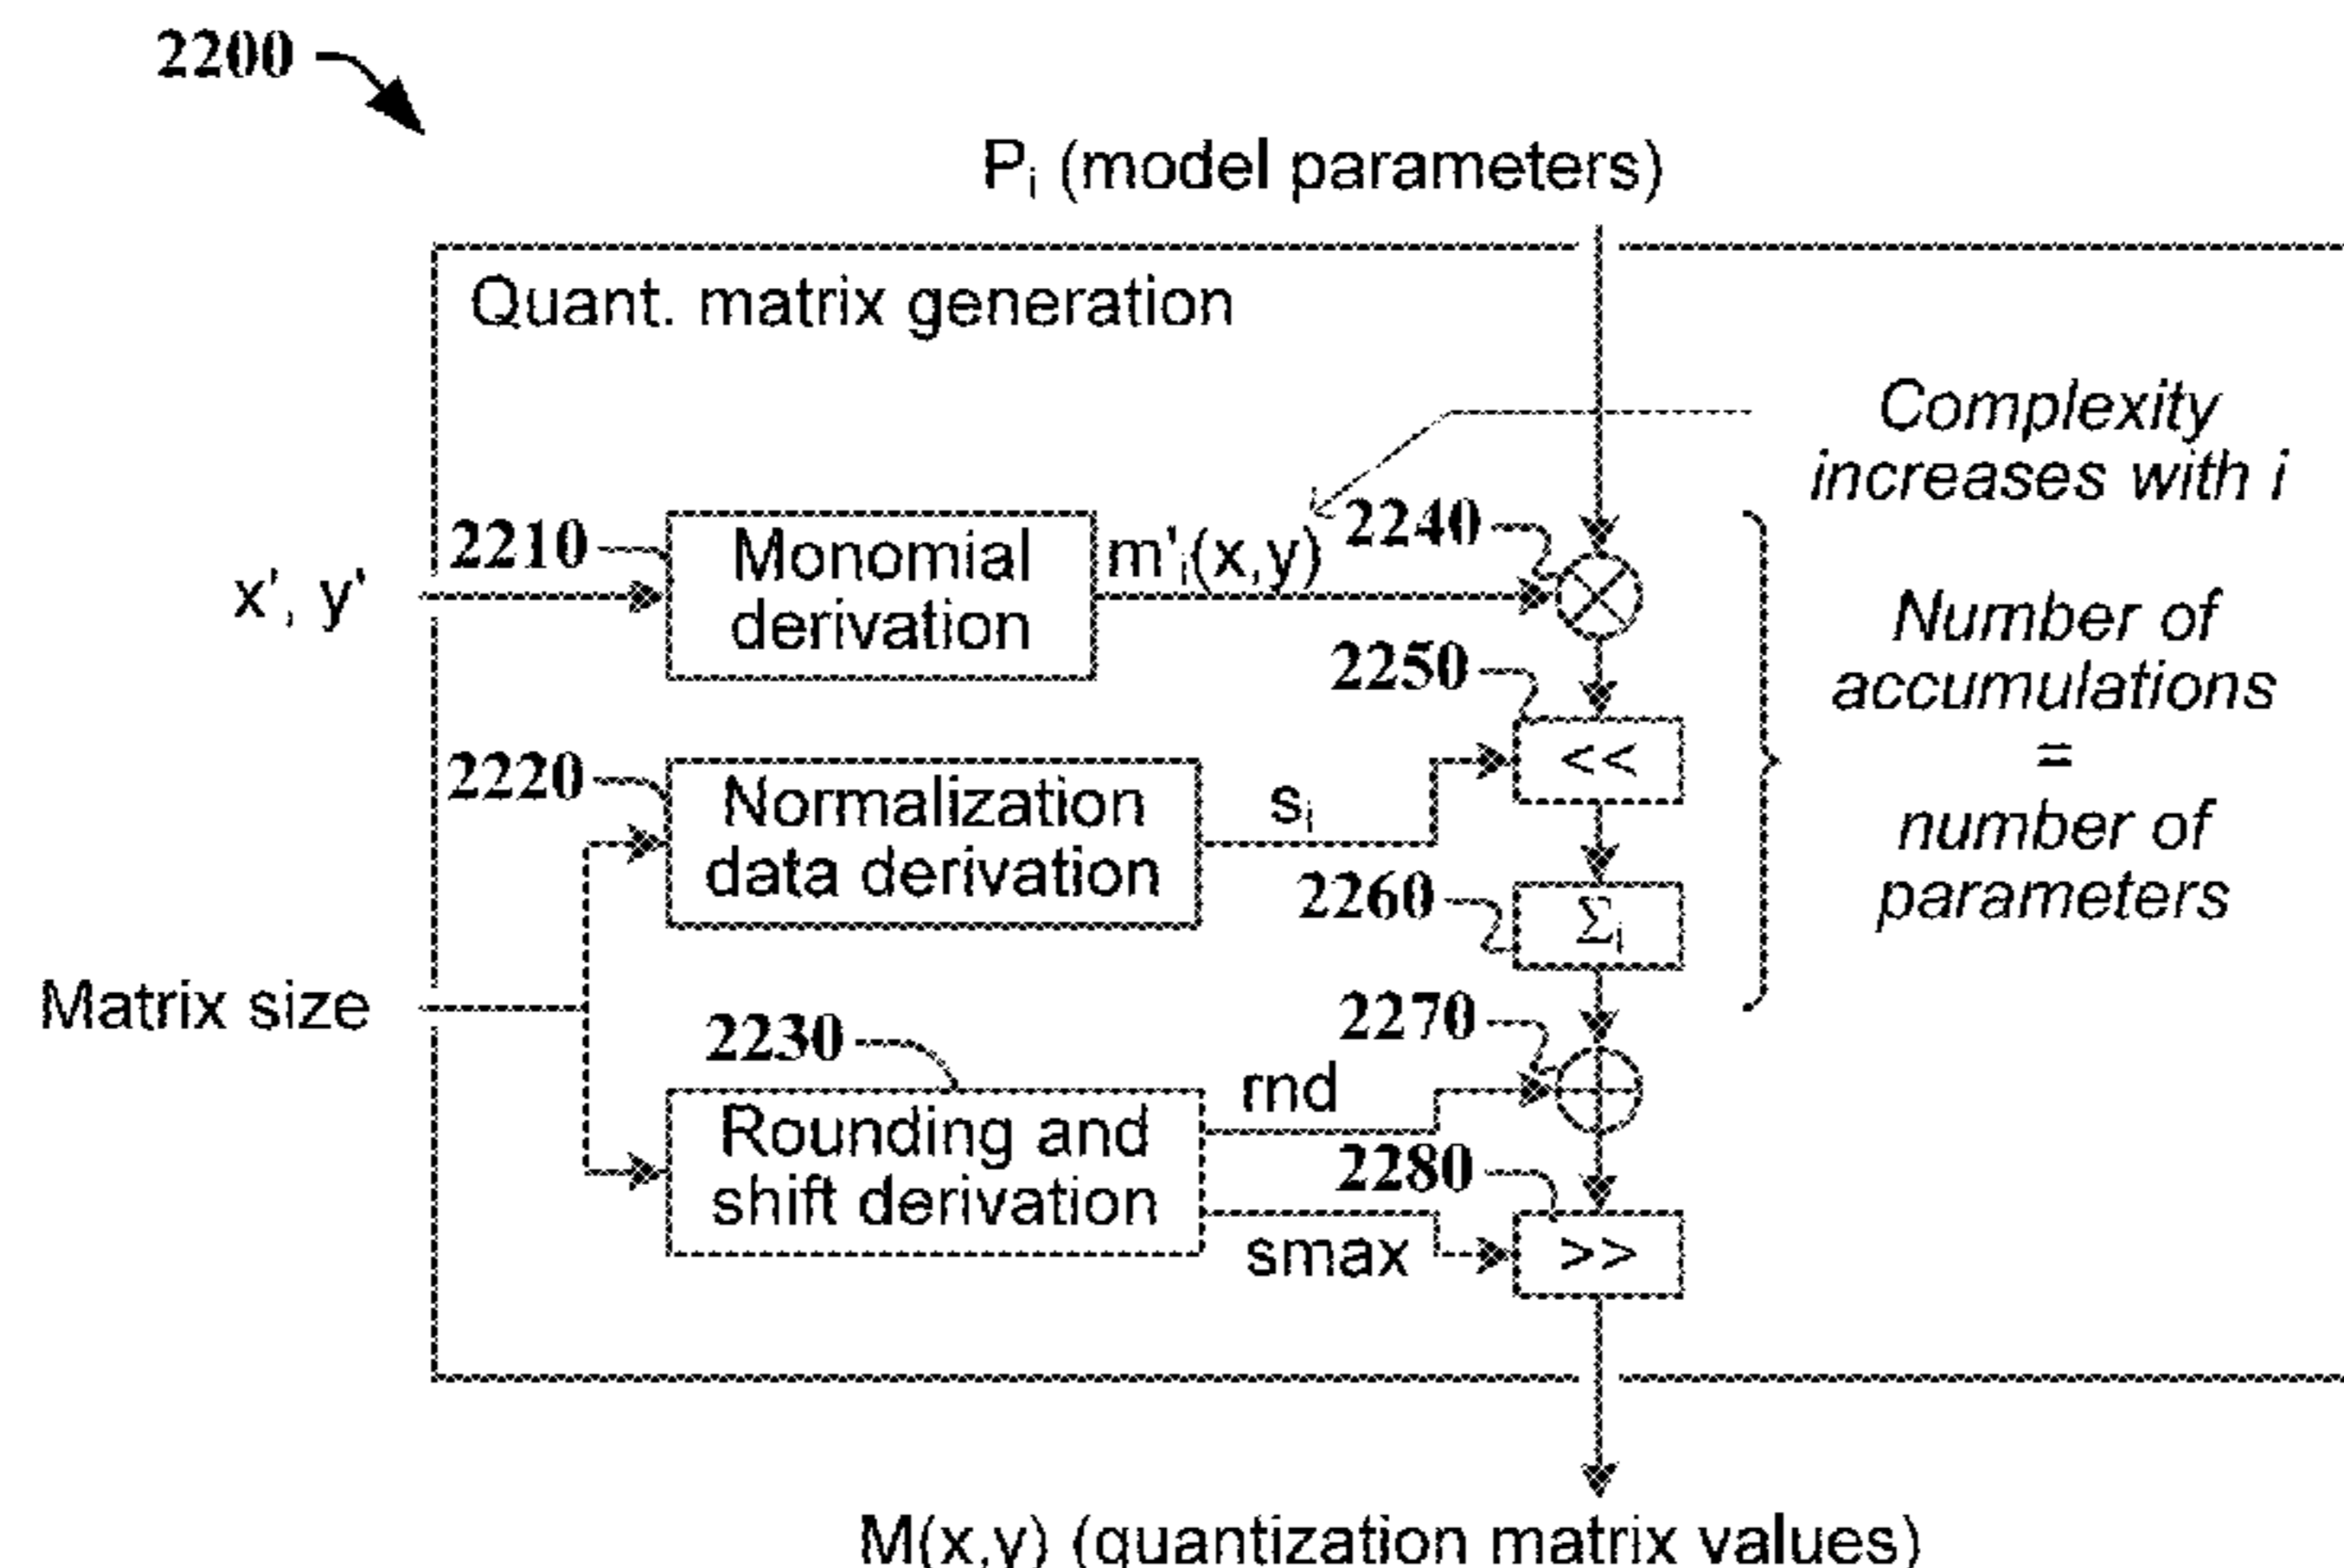 2200
Pᵢ (model parameters)
Quant. matrix generation
Complexity
increases with i
2210
Monomial
derivation
m'ᵢ(x,y)
2240
x', y'
Number of
accumulations
=
number of
parameters
2250
<<
2220
Normalization
data derivation
sᵢ
2260
Σᵢ
Matrix size
2230
Rounding and
shift derivation
rnd
2270
smax
2280
>>
M(x,y) (quantization matrix values)